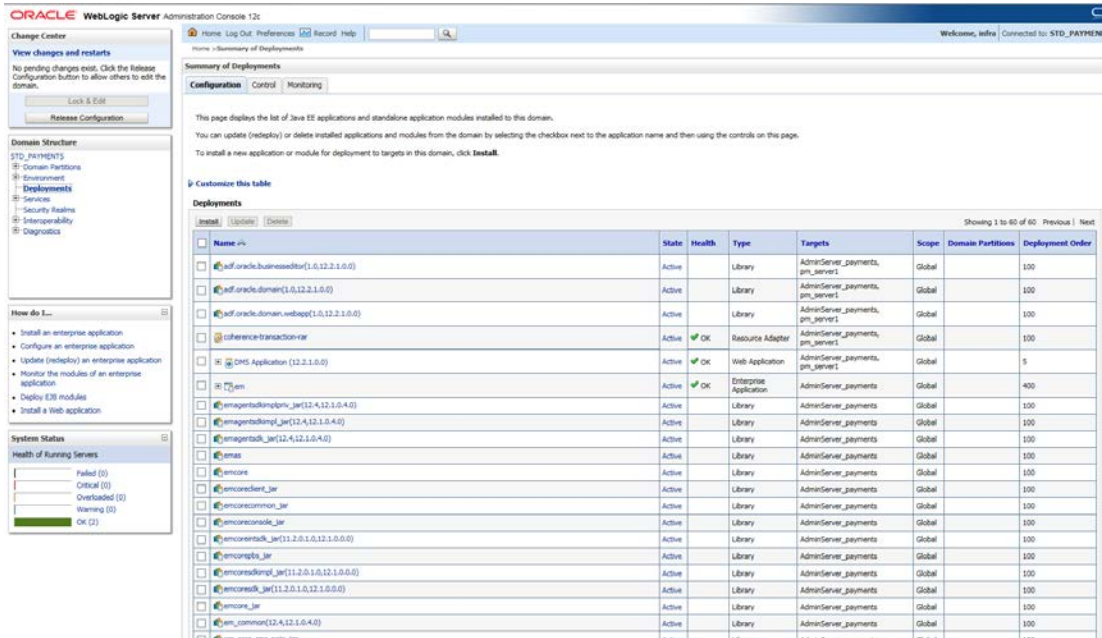 ORACLE WebLogic Server Administration Console 12c
Change Center
View changes and restarts
No pending changes exist. Click the Release
Configuration button to allow others to edit the
domain.
Lock & Edit
Release Configuration
Domain Structure
STD_PAYMENTS
Domain Partitions
Environment
Deployments
Services
Security Realms
Interoperability
Diagnostics
How do I...
Install an enterprise application
Configure an enterprise application
Update (redeploy) an enterprise application
Monitor the modules of an enterprise
application
Deploy EJB modules
Install a Web application
System Status
Health of Running Servers
Failed (0)
Critical (0)
Overloaded (0)
Warning (0)
OK (2)
Home Log Out Preferences Record Help
Welcome, infra Connected to: STD_PAYMEN
Home >Summary of Deployments
Summary of Deployments
Configuration Control Monitoring
This page displays the list of Java EE applications and standalone application modules installed to this domain.
You can update (redeploy) or delete installed applications and modules from the domain by selecting the checkbox next to the application name and then using the controls on this page.
To install a new application or module for deployment to targets in this domain, click Install.
Customize this table
Deployments
Install Update Delete Showing 1 to 60 of 60 Previous | Next
Name State Health Type Targets Scope Domain Partitions Deployment Order
adf.oracle.businesseditor(1.0,12.2.1.0.0) Active Library AdminServer_payments, pm_server1 Global 100
adf.oracle.domain(1.0,12.2.1.0.0) Active Library AdminServer_payments, pm_server1 Global 100
adf.oracle.domain.webapp(1.0,12.2.1.0.0) Active Library AdminServer_payments, pm_server1 Global 100
coherence-transaction-rar Active OK Resource Adapter AdminServer_payments, pm_server1 Global 100
DMS Application (12.2.1.0.0) Active OK Web Application AdminServer_payments, pm_server1 Global 5
em Active OK Enterprise Application AdminServer_payments Global 400
emagentsdkimplpriv_jar(12.4,12.1.0.4.0) Active Library AdminServer_payments Global 100
emagentsdkimpl_jar(12.4,12.1.0.4.0) Active Library AdminServer_payments Global 100
emagentsdk_jar(12.4,12.1.0.4.0) Active Library AdminServer_payments Global 100
emas Active Library AdminServer_payments Global 100
emcore Active Library AdminServer_payments Global 100
emcoreclient_jar Active Library AdminServer_payments Global 100
emcorecommon_jar Active Library AdminServer_payments Global 100
emcoreconsole_jar Active Library AdminServer_payments Global 100
emcoreintsdk_jar(11.2.0.1.0,12.1.0.0.0) Active Library AdminServer_payments Global 100
emcorepbs_jar Active Library AdminServer_payments Global 100
emcoresdkimpl_jar(11.2.0.1.0,12.1.0.0.0) Active Library AdminServer_payments Global 100
emcoresdk_jar(11.2.0.1.0,12.1.0.0.0) Active Library AdminServer_payments Global 100
emcore_jar Active Library AdminServer_payments Global 100
em_common(12.4,12.1.0.4.0) Active Library AdminServer_payments Global 100